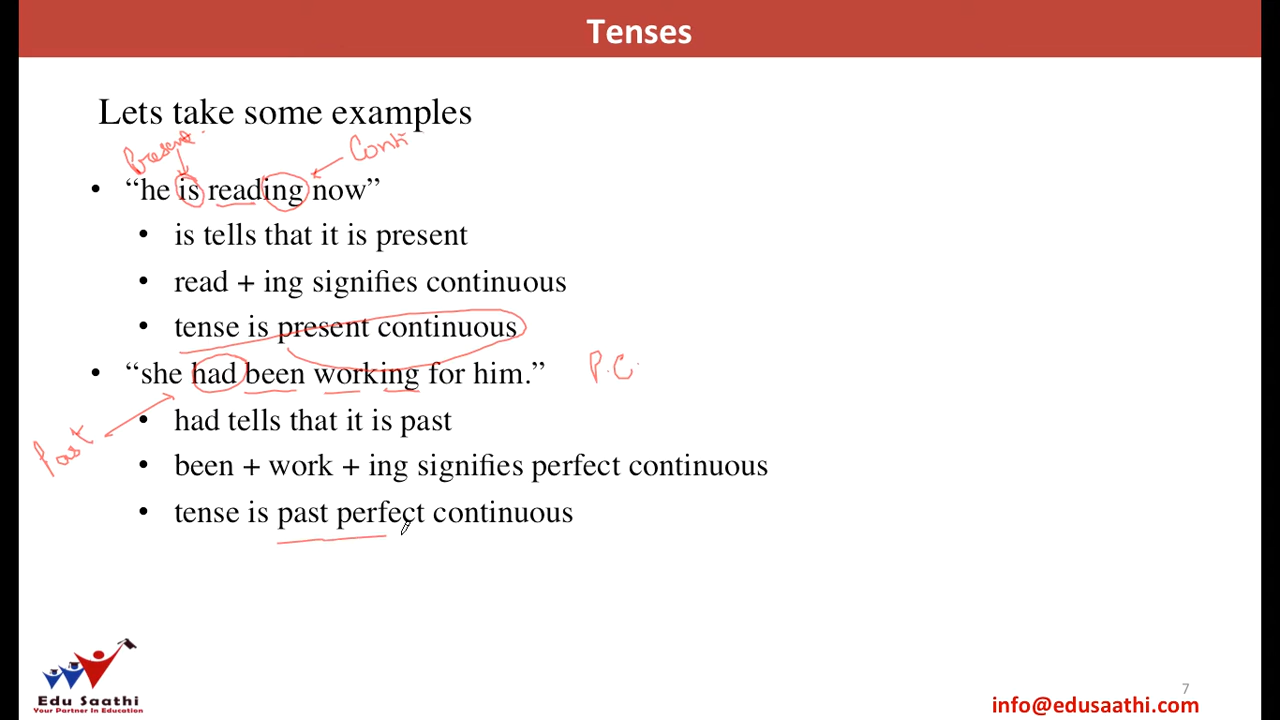 Tenses
Lets take some examples
Present
Conti
• “he is reading now”
• is tells that it is present
• read + ing signifies continuous
• tense is present continuous
• “she had been working for him.”
P.C.
Past
• had tells that it is past
• been + work + ing signifies perfect continuous
• tense is past perfect continuous
Edu Saathi
Your Partner In Education
7
info@edusaathi.com